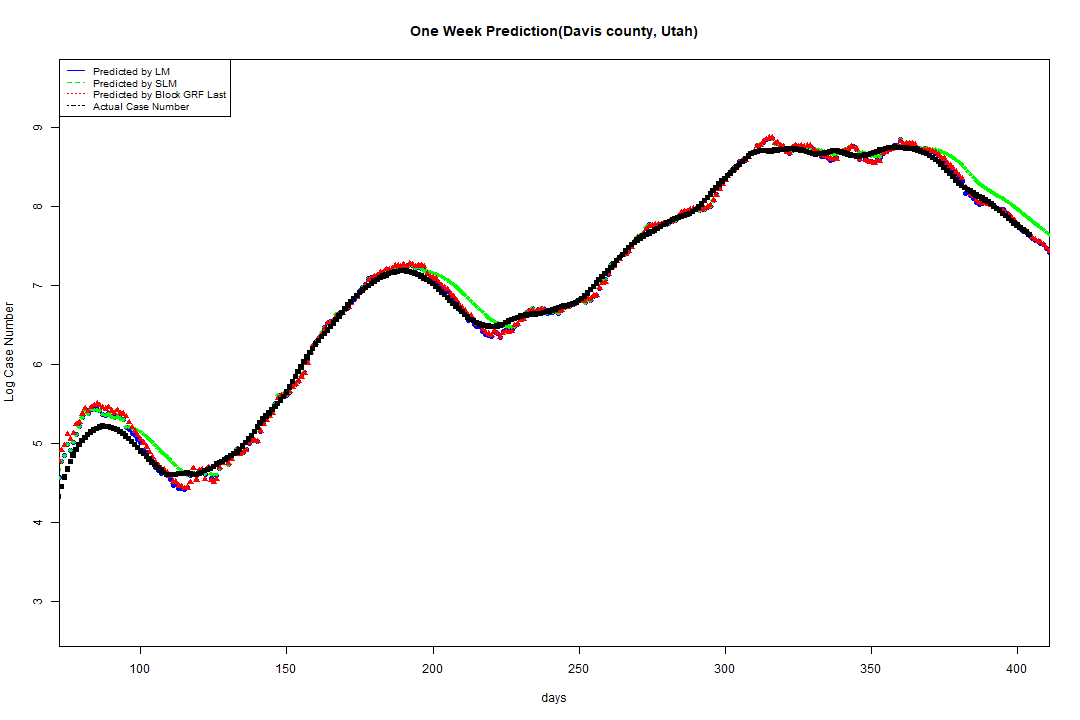 One Week Prediction(Davis county, Utah)
Predicted by LM
Predicted by SLM
Predicted by Block GRF Last
Actual Case Number
9
8
7
6
5
4
3
Log Case Number
100 150 200 250 300 350 400
days